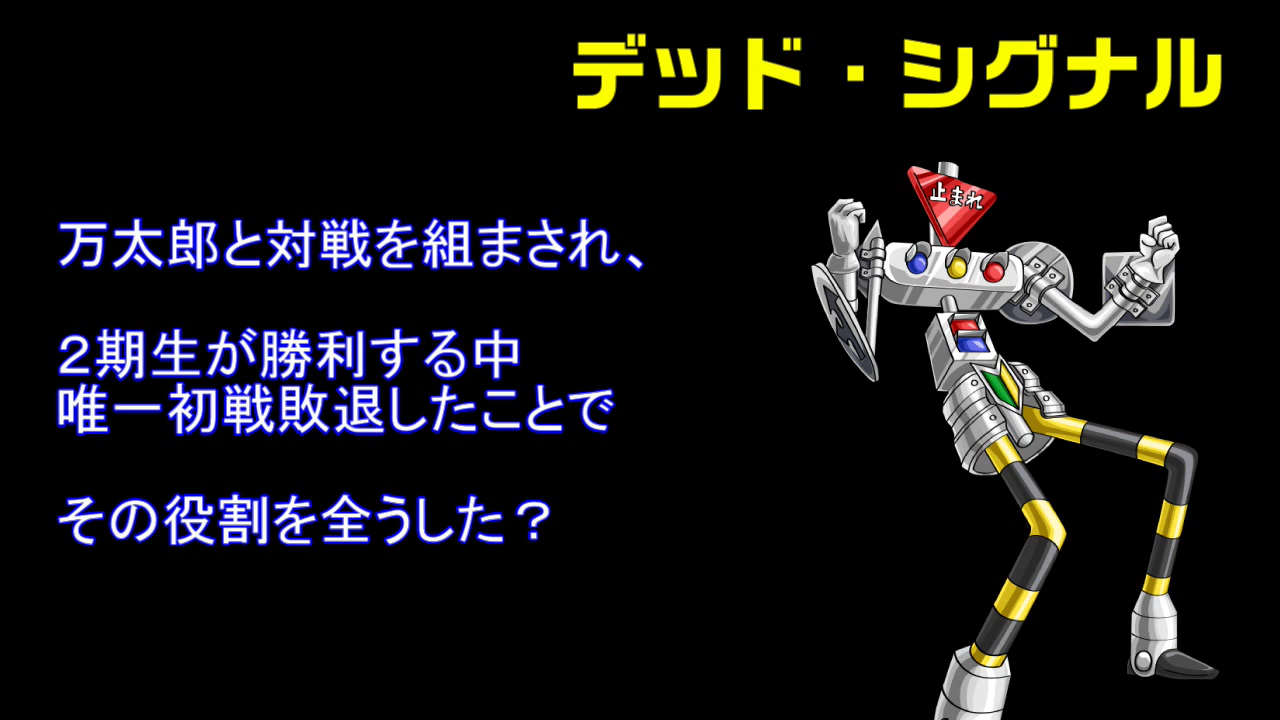 デッド・シグナル
止まれ
万太郎と対戦を組まされ、
２期生が勝利する中
唯一初戦敗退したことで
その役割を全うした？